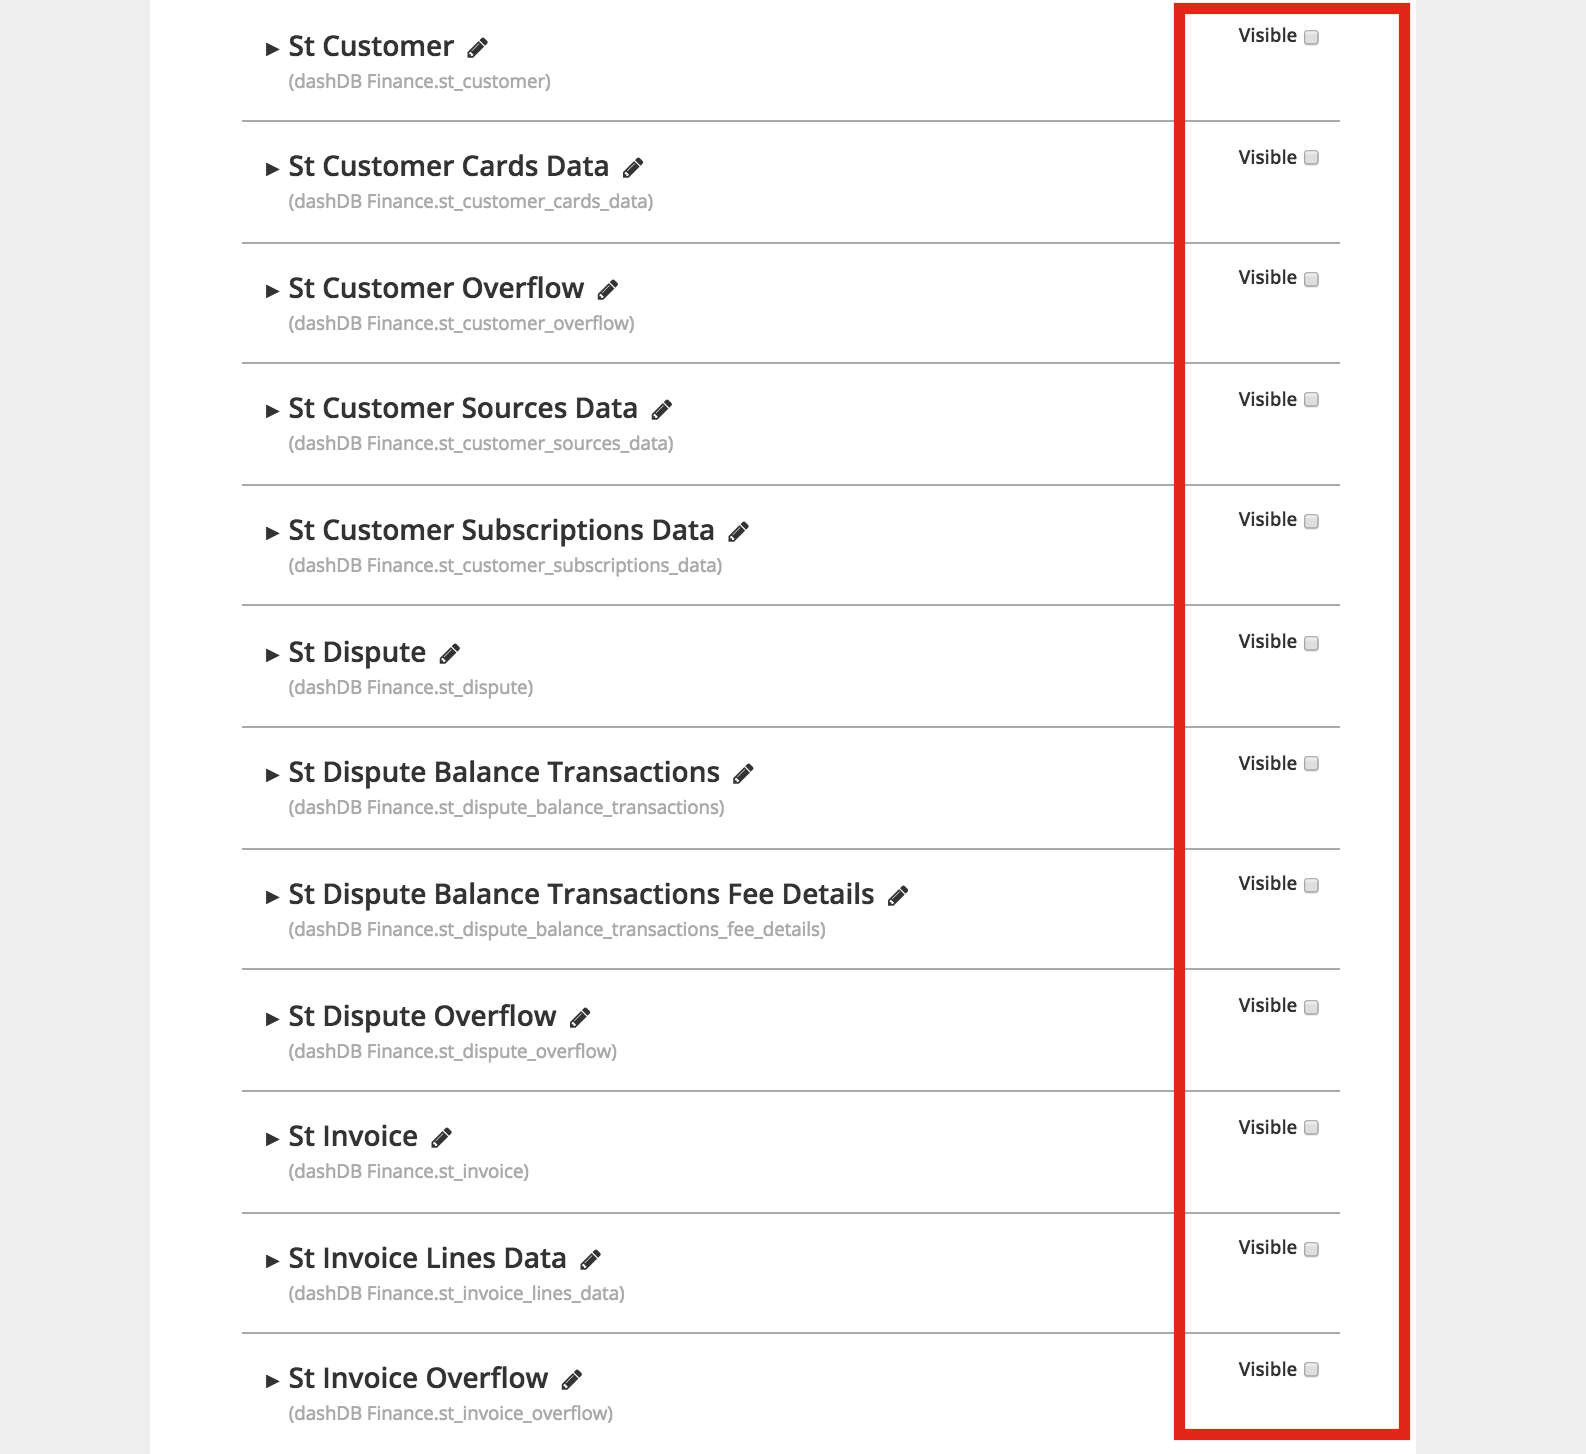 St Customer
Visible
(dashDB Finance.st_customer)
St Customer Cards Data
Visible
(dashDB Finance.st_customer_cards_data)
St Customer Overflow
Visible
(dashDB Finance.st_customer_overflow)
St Customer Sources Data
Visible
(dashDB Finance.st_customer_sources_data)
St Customer Subscriptions Data
Visible
(dashDB Finance.st_customer_subscriptions_data)
St Dispute
Visible
(dashDB Finance.st_dispute)
St Dispute Balance Transactions
Visible
(dashDB Finance.st_dispute_balance_transactions)
St Dispute Balance Transactions Fee Details
Visible
(dashDB Finance.st_dispute_balance_transactions_fee_details)
St Dispute Overflow
Visible
(dashDB Finance.st_dispute_overflow)
St Invoice
Visible
(dashDB Finance.st_invoice)
St Invoice Lines Data
Visible
(dashDB Finance.st_invoice_lines_data)
St Invoice Overflow
Visible
(dashDB Finance.st_invoice_overflow)